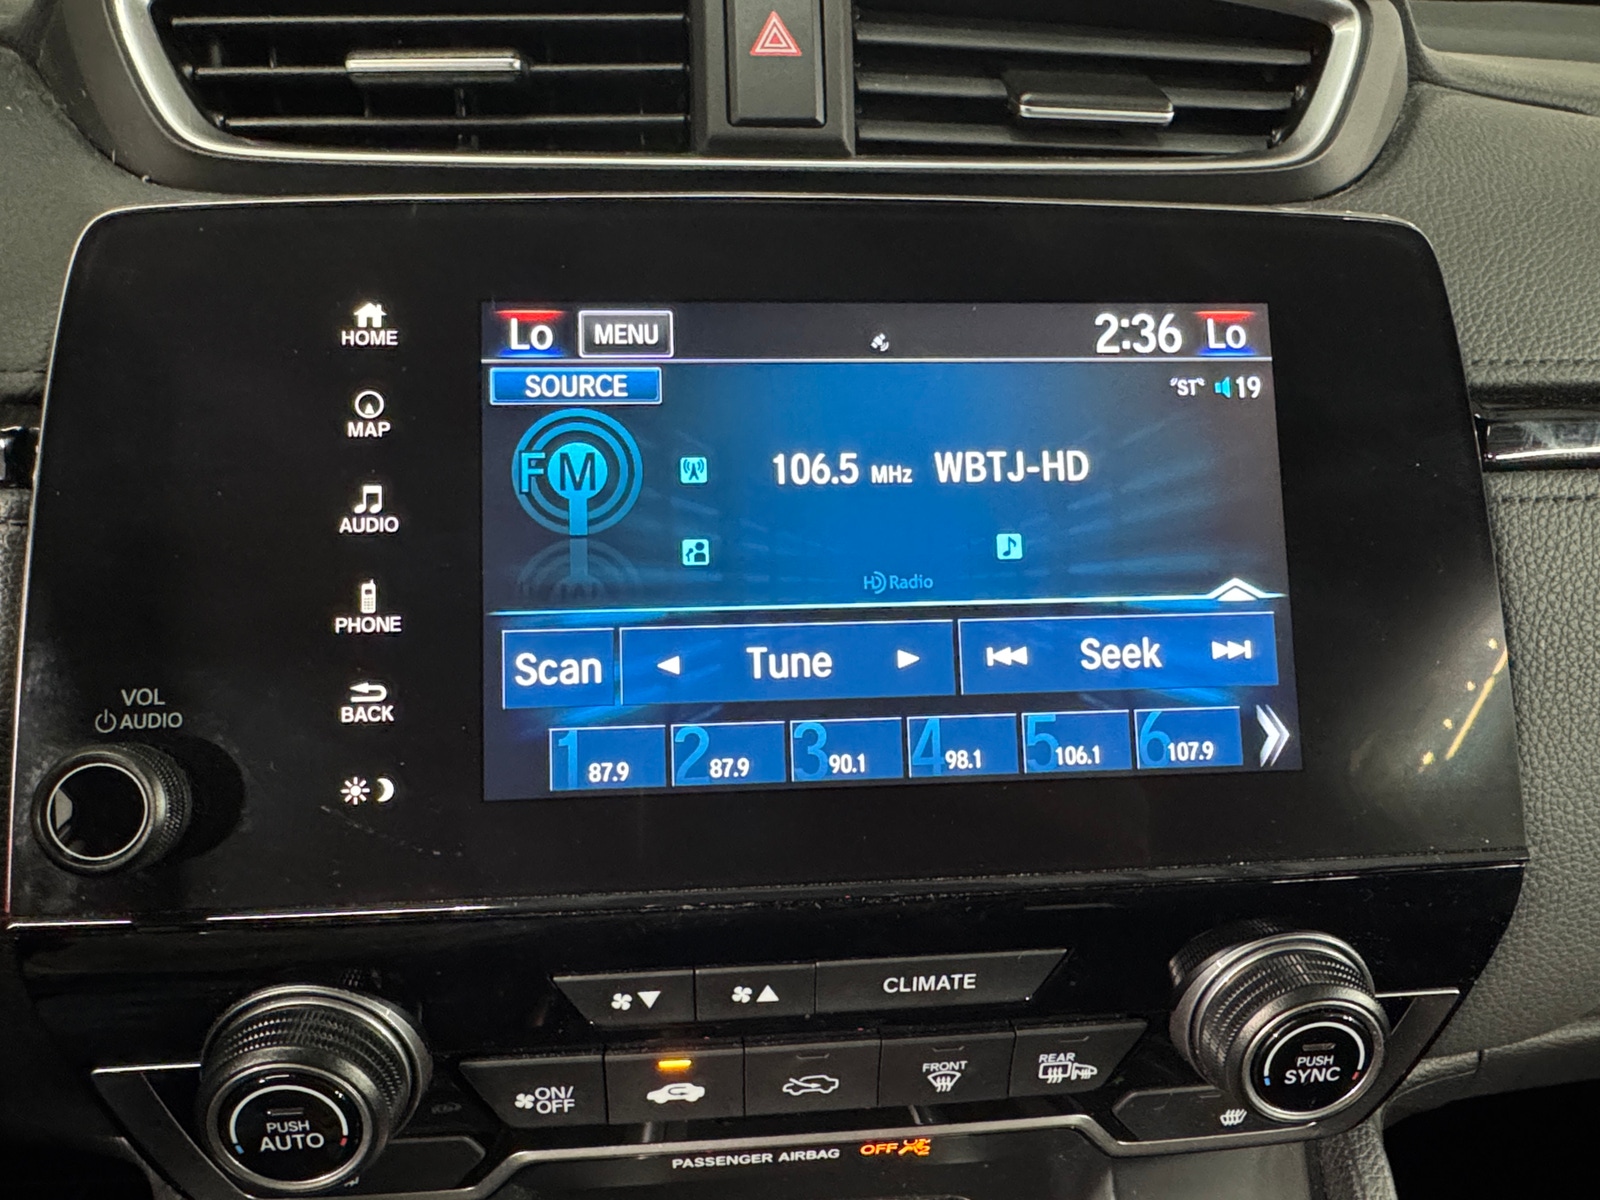 HOME
MAP
AUDIO
PHONE
BACK
VOL
AUDIO
Lo MENU 2:36 Lo
SOURCE "ST" 19
FM 106.5 MHz WBTJ-HD
HD Radio
Scan Tune Seek
1 87.9 2 87.9 3 90.1 4 98.1 5 106.1 6 107.9
CLIMATE
ON/OFF FRONT REAR
PUSH AUTO
PUSH SYNC
PASSENGER AIRBAG OFF